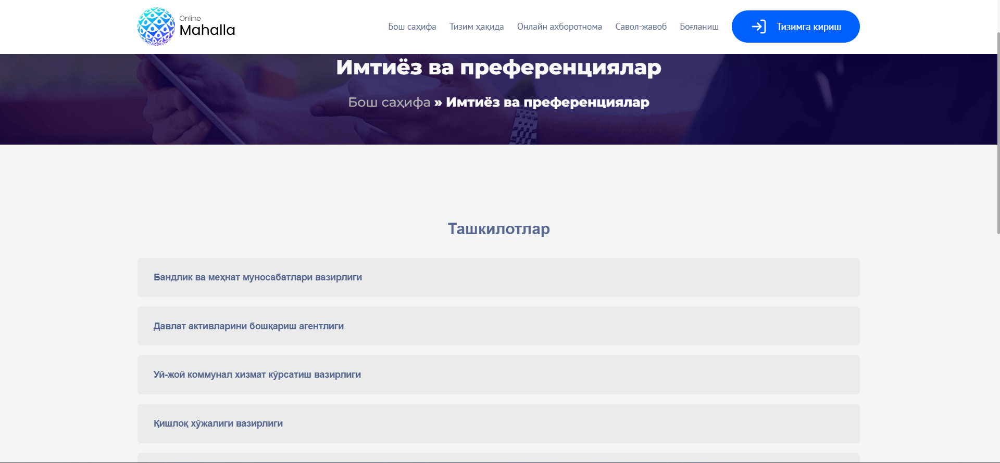 Online
Mahalla
Бош саҳифа
Тизим ҳақида
Онлайн ахборотнома
Савол-жавоб
Боғланиш
Тизимга кириш
Имтиёз ва преференциялар
Бош саҳифа » Имтиёз ва преференциялар
Ташкилотлар
Бандлик ва меҳнат муносабатлари вазирлиги
Давлат активларини бошқариш агентлиги
Уй-жой коммунал хизмат кўрсатиш вазирлиги
Қишлоқ хўжалиги вазирлиги